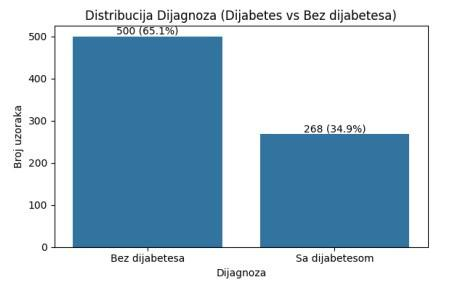 Distribucija Dijagnoza (Dijabetes vs Bez dijabetesa)
500 (65.1%)
268 (34.9%)
500
400
300
200
100
0
Broj uzoraka
Bez dijabetesa
Sa dijabetesom
Dijagnoza